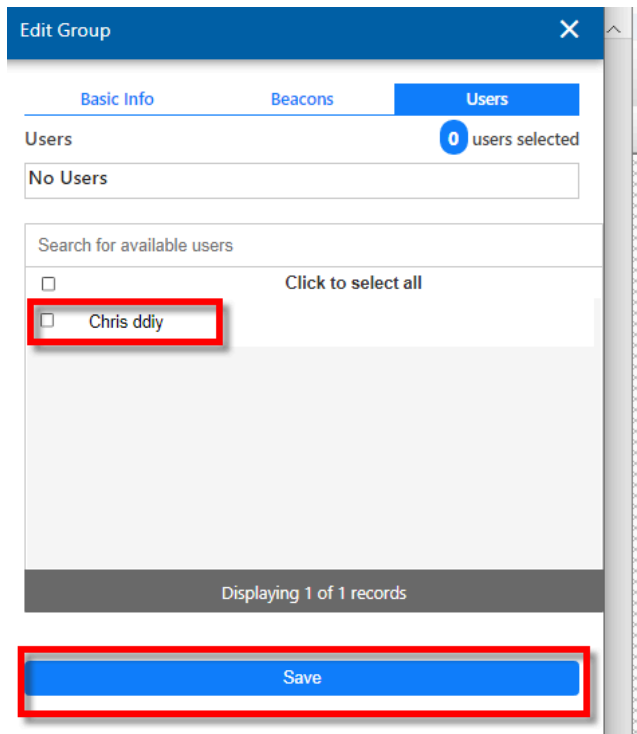 Edit Group
Basic Info Beacons Users
Users 0 users selected
No Users
Search for available users
Click to select all
Chris ddiy
Displaying 1 of 1 records
Save